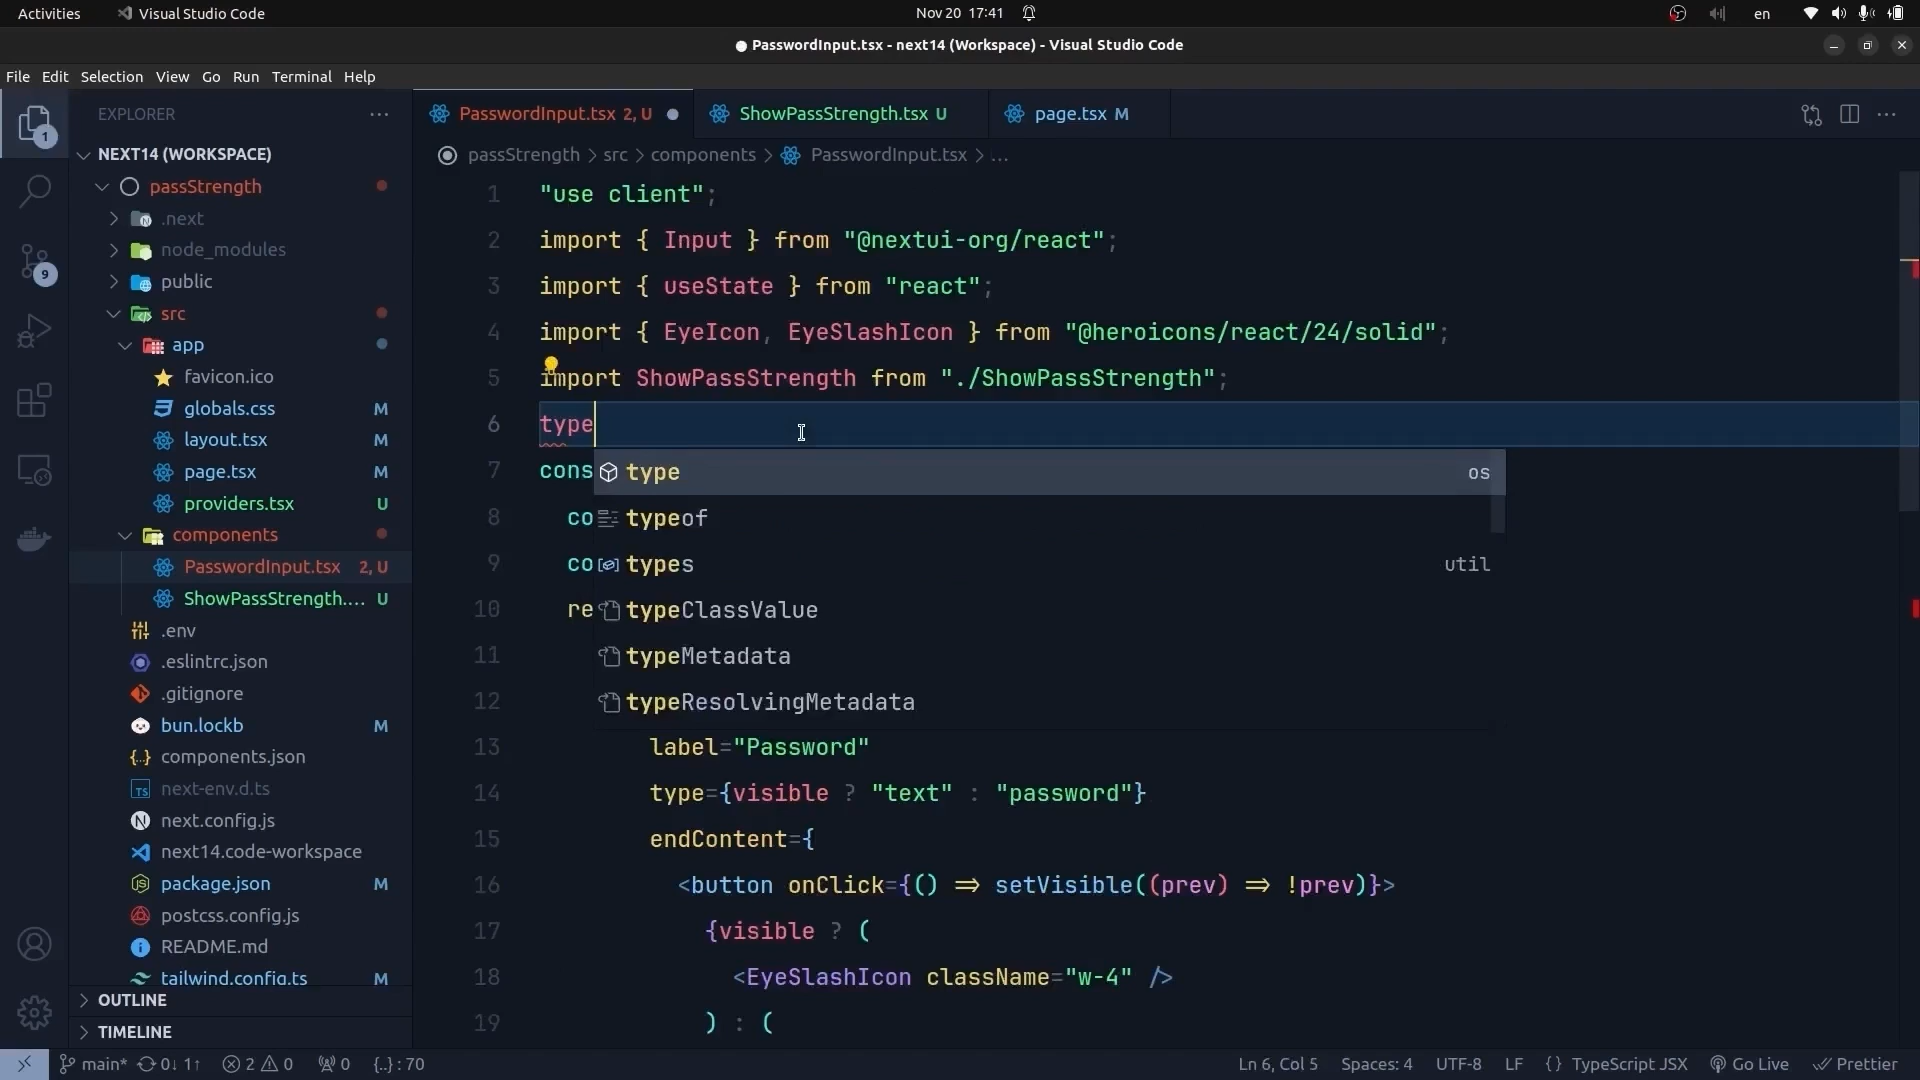 Activities
Visual Studio Code
Nov 20 17:41
en
● PasswordInput.tsx - next14 (Workspace) - Visual Studio Code
File Edit Selection View Go Run Terminal Help
1
9
EXPLORER
NEXT14 (WORKSPACE)
passStrength
.next
node_modules
public
src
app
favicon.ico
globals.css M
layout.tsx M
page.tsx M
providers.tsx U
components
PasswordInput.tsx 2, U
ShowPassStrength.... U
.env
.eslintrc.json
.gitignore
bun.lockb M
components.json
next-env.d.ts
next.config.js
next14.code-workspace
package.json M
postcss.config.js
README.md
tailwind.config.ts M
OUTLINE
TIMELINE
PasswordInput.tsx 2, U
ShowPassStrength.tsx U
page.tsx M
passStrength > src > components > PasswordInput.tsx > ...
1 "use client";
2 import { Input } from "@nextui-org/react";
3 import { useState } from "react";
4 import { EyeIcon, EyeSlashIcon } from "@heroicons/react/24/solid";
5 import ShowPassStrength from "./ShowPassStrength";
6 type
7 cons
8 co
9 co
10 re
11
12
type os
typeof
types util
typeClassValue
typeMetadata
typeResolvingMetadata
13 label="Password"
14 type={visible ? "text" : "password"}
15 endContent={
16 <button onClick={() => setVisible((prev) => !prev)}>
17 {visible ? (
18 <EyeSlashIcon className="w-4" />
19 ) : (
main* 0↓ 1↑ 2 0 0 {..} : 70
Ln 6, Col 5 Spaces: 4 UTF-8 LF { } TypeScript JSX Go Live Prettier